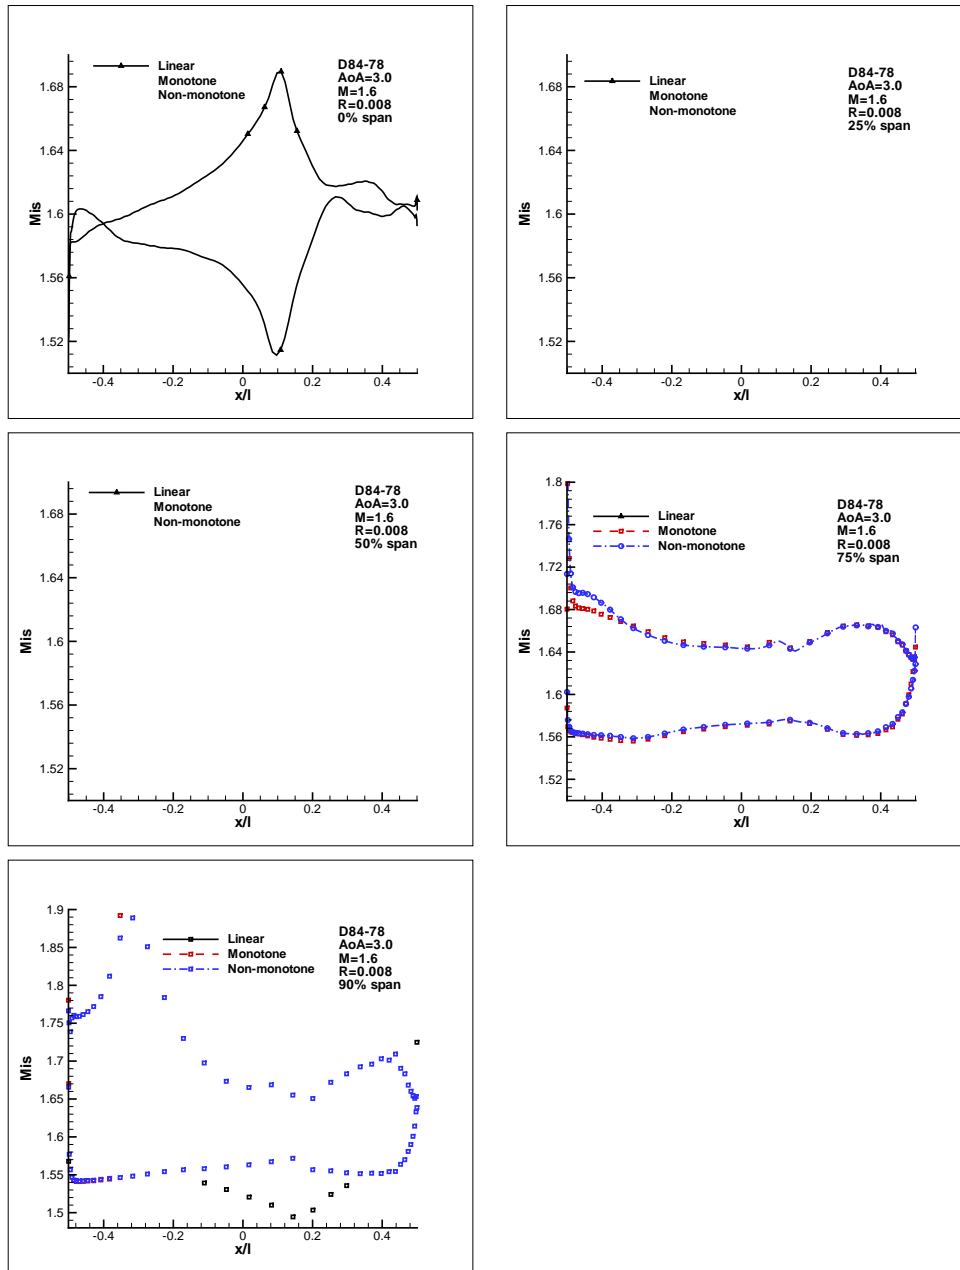 Linear
Monotone
Non-monotone
D84-78
AoA=3.0
M=1.6
R=0.008
0% span
1.68
1.64
1.6
1.56
1.52
Mis
-0.4 -0.2 0 0.2 0.4
x/l
Linear
Monotone
Non-monotone
D84-78
AoA=3.0
M=1.6
R=0.008
25% span
1.68
1.64
1.6
1.56
1.52
Mis
-0.4 -0.2 0 0.2 0.4
x/l
Linear
Monotone
Non-monotone
D84-78
AoA=3.0
M=1.6
R=0.008
50% span
1.68
1.64
1.6
1.56
1.52
Mis
-0.4 -0.2 0 0.2 0.4
x/l
Linear
Monotone
Non-monotone
D84-78
AoA=3.0
M=1.6
R=0.008
75% span
1.8
1.76
1.72
1.68
1.64
1.6
1.56
1.52
Mis
-0.4 -0.2 0 0.2 0.4
x/l
Linear
Monotone
Non-monotone
D84-78
AoA=3.0
M=1.6
R=0.008
90% span
1.9
1.85
1.8
1.75
1.7
1.65
1.6
1.55
1.5
Mis
-0.4 -0.2 0 0.2 0.4
x/l